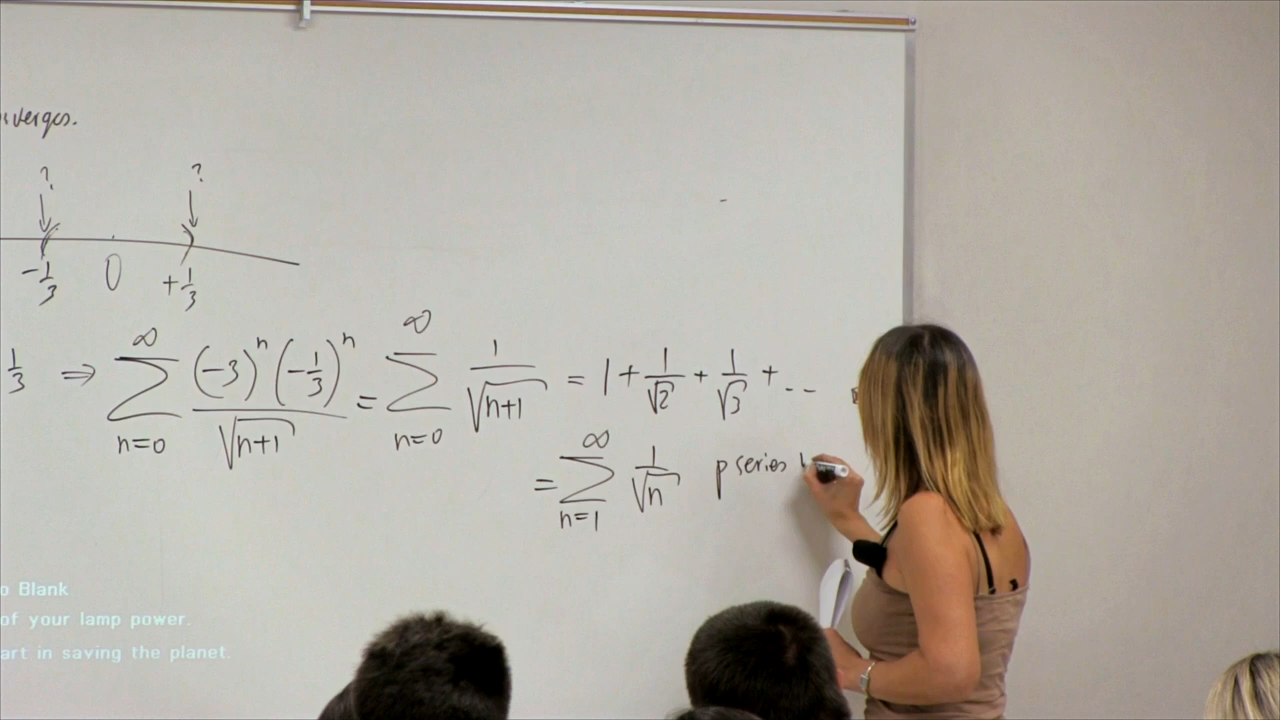 ? ?
-1/3 0 +1/3
1/3 ⇒ ∞∑n=0 (-3)^n(-1/3)^n / √(n+1) = ∞∑n=0 1/√(n+1) = 1 + 1/√2 + 1/√3 + ...
= ∞∑n=1 1/√n p series
o Blank
of your lamp power.
art in saving the planet.